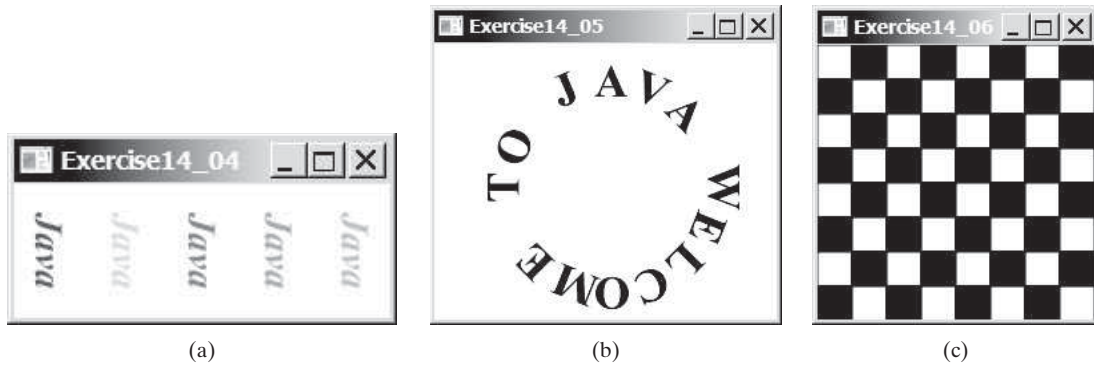 Exercise14_04
Java Java Java Java Java
(a)
Exercise14_05
WELCOME TO JAVA
(b)
Exercise14_06
(c)